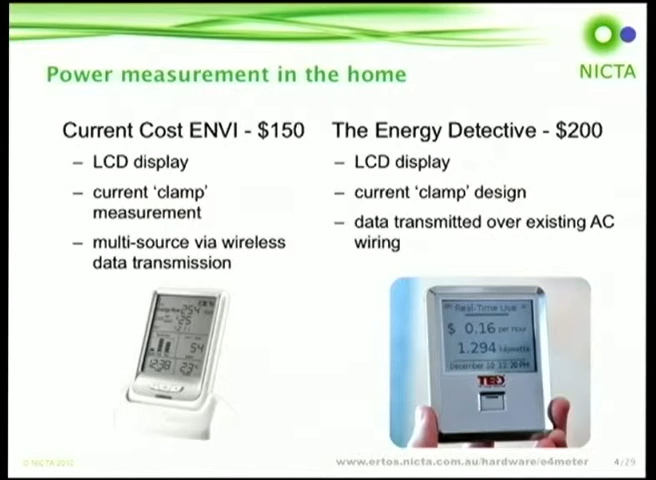 NICTA
Power measurement in the home
Current Cost ENVI - $150
– LCD display
– current ‘clamp’
measurement
– multi-source via wireless
data transmission
The Energy Detective - $200
– LCD display
– current ‘clamp’ design
– data transmitted over existing AC
wiring
Real-Time Use
$ 0.16 per hour
1.294 kilowatts
TED
www.ertos.nicta.com.au/hardware/e4meter
4/29